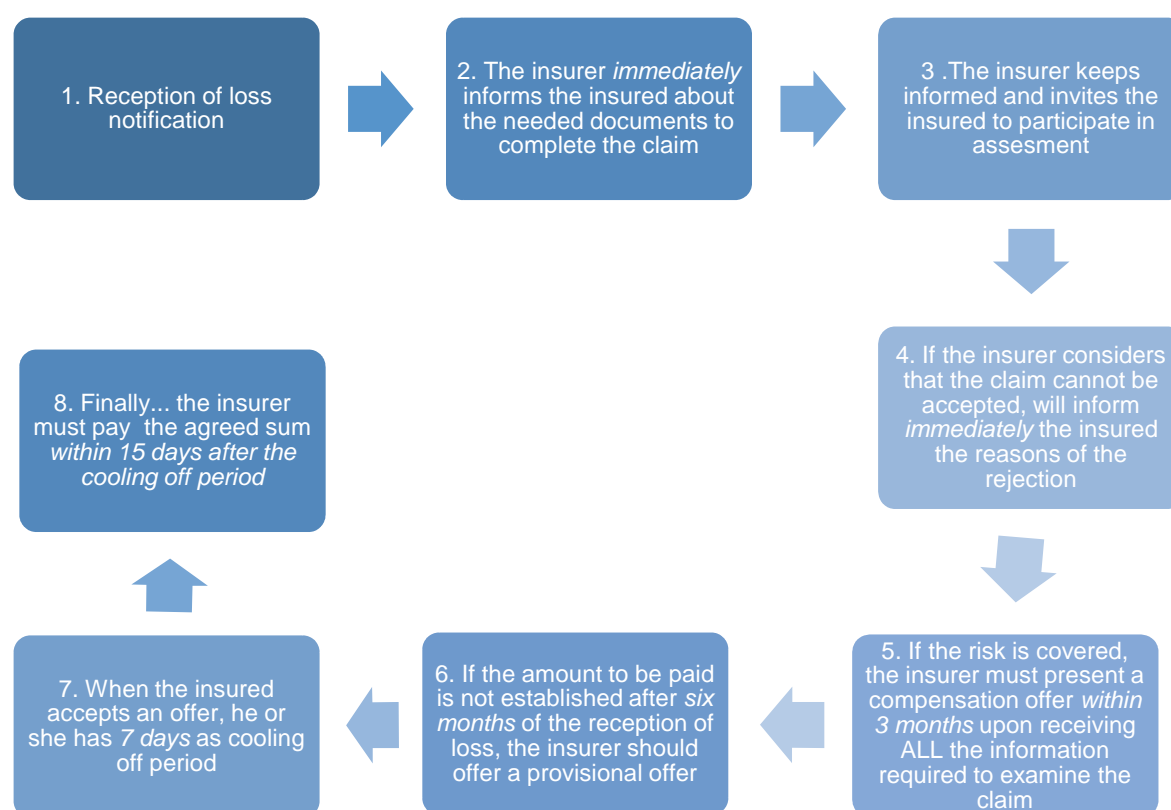 1. Reception of loss
notification
2. The insurer immediately
informs the insured about
the needed documents to
complete the claim
3 .The insurer keeps
informed and invites the
insured to participate in
assesment
4. If the insurer considers
that the claim cannot be
accepted, will inform
immediately the insured
the reasons of the
rejection
5. If the risk is covered,
the insurer must present a
compensation offer within
3 months upon receiving
ALL the information
required to examine the
claim
6. If the amount to be paid
is not established after six
months of the reception of
loss, the insurer should
offer a provisional offer
7. When the insured
accepts an offer, he or
she has 7 days as cooling
off period
8. Finally... the insurer
must pay the agreed sum
within 15 days after the
cooling off period